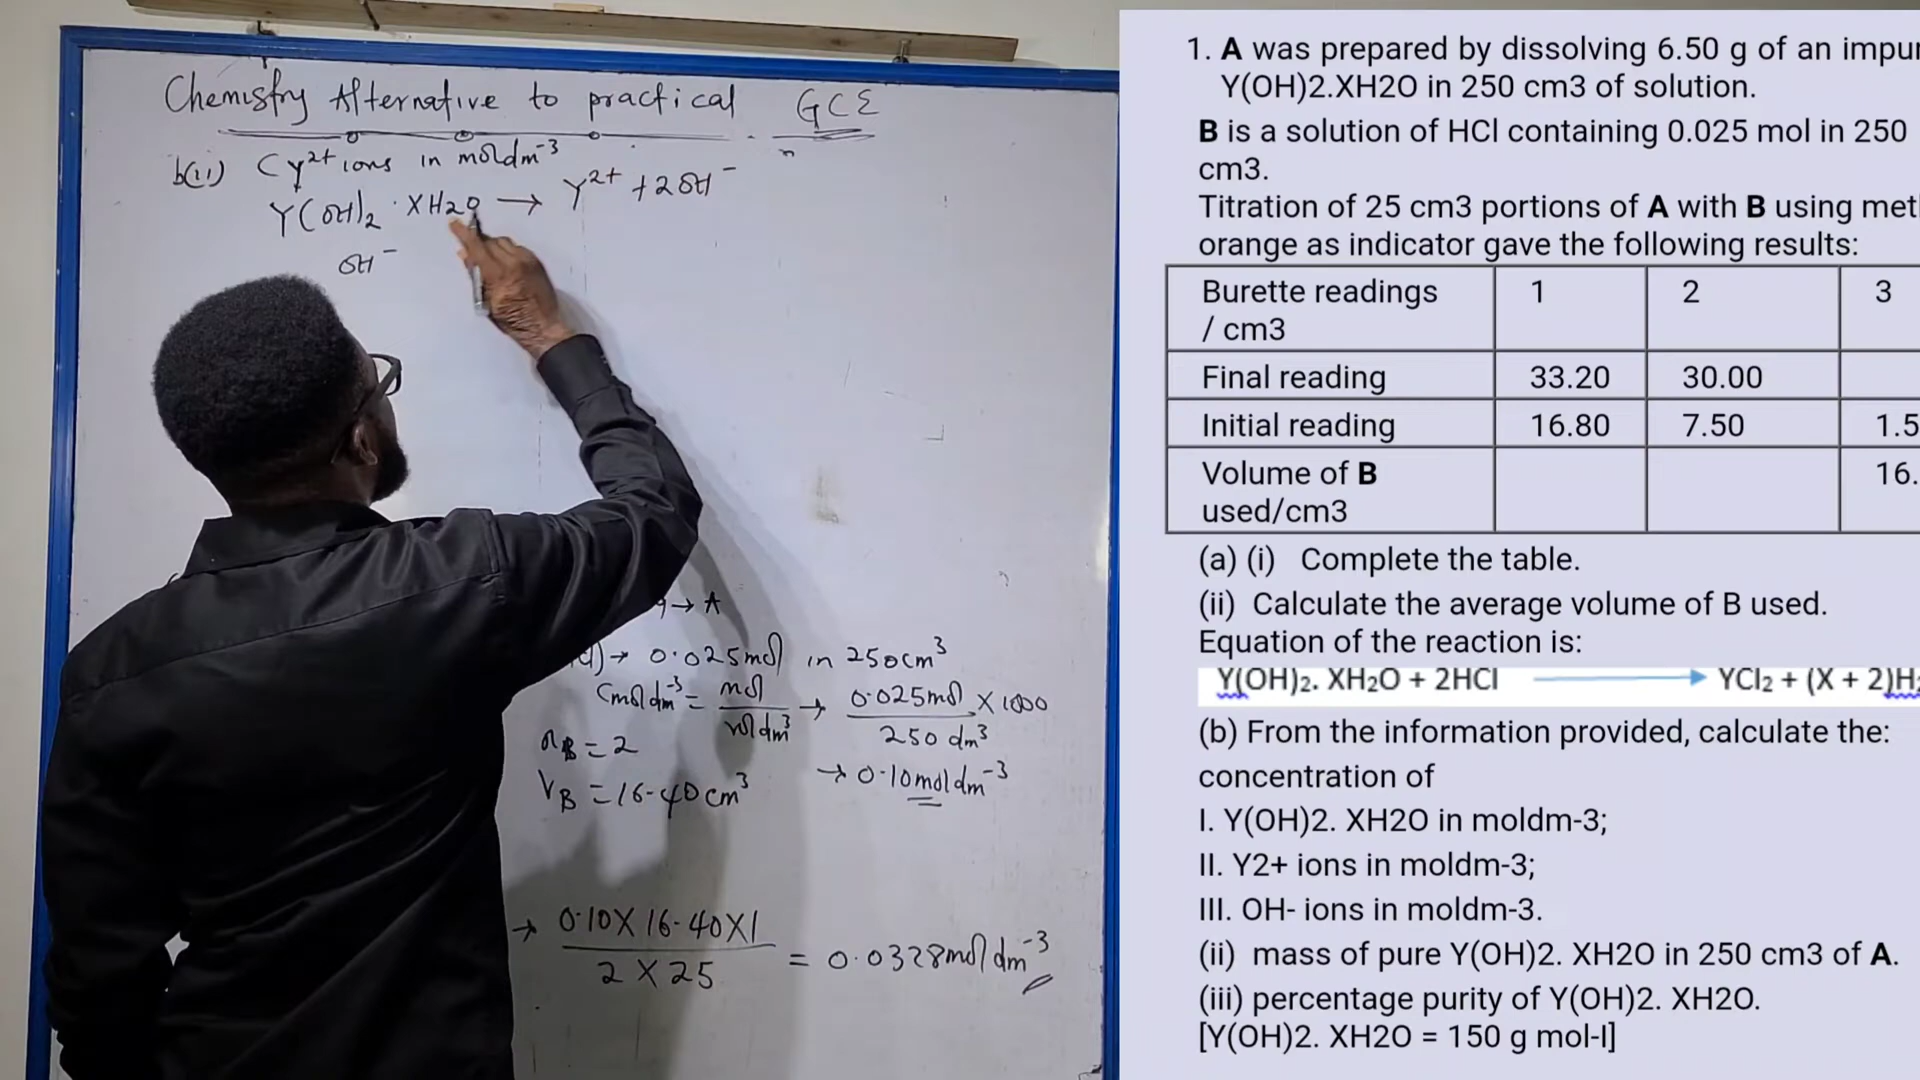 Chemistry Alternative to practical GCE
b(ii) C y²⁺ ions in moldm⁻³
Y(OH)₂ · XH₂O → Y²⁺ + 2OH⁻
OH⁻
→ A
→ 0.025mol in 250cm³
Cmoldm⁻³ = mol / vol dm³ → 0.025mol / 250 dm³ X 1000
n_B = 2
→ 0.10moldm⁻³
V_B = 16.40cm³
→ 0.10 X 16.40 X 1 / 2 X 25 = 0.0328moldm⁻³
1. A was prepared by dissolving 6.50 g of an
Y(OH)2.XH2O in 250 cm3 of solution.
B is a solution of HCl containing 0.025 mol in 250
cm3.
Titration of 25 cm3 portions of A with B using
orange as indicator gave the following results:
Burette readings / cm3 1 2 3
Final reading 33.20 30.00
Initial reading 16.80 7.50 1.5
Volume of B used/cm3 16.
(a) (i) Complete the table.
(ii) Calculate the average volume of B used.
Equation of the reaction is:
Y(OH)₂. XH₂O + 2HCl → YCl₂ + (X + 2)H₂
(b) From the information provided, calculate the:
concentration of
I. Y(OH)2. XH2O in moldm-3;
II. Y2+ ions in moldm-3;
III. OH- ions in moldm-3.
(ii) mass of pure Y(OH)2. XH2O in 250 cm3 of A.
(iii) percentage purity of Y(OH)2. XH2O.
[Y(OH)2. XH2O = 150 g mol-l]